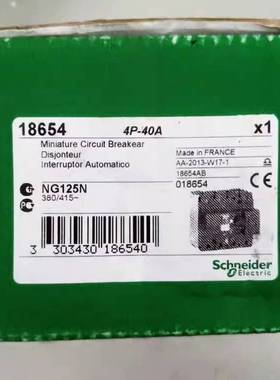 18654 4P-40A x1
Miniature Circuit Breakear
Disjonteur
Interruptor Automatico
Made in FRANCE
AA-2013-W17-1
18654AB
018654
NG125N
380/415~
3 303430 186540
Schneider
Electric